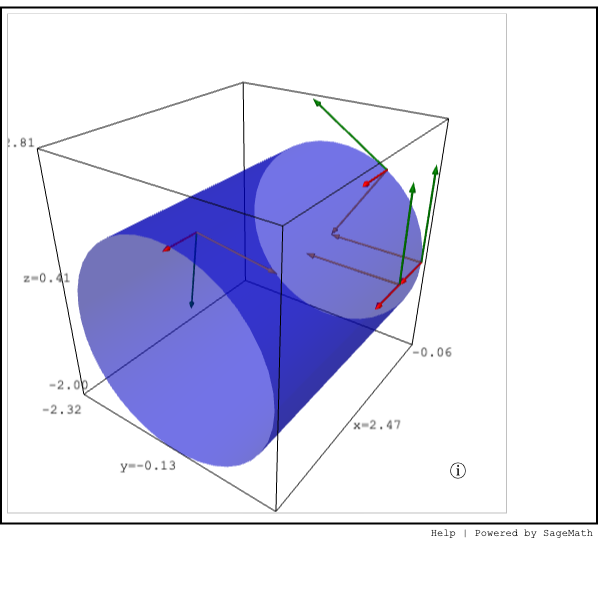 2.81
z=0.41
-2.00
-2.32
-0.06
x=2.47
y=-0.13
i
Help | Powered by SageMath